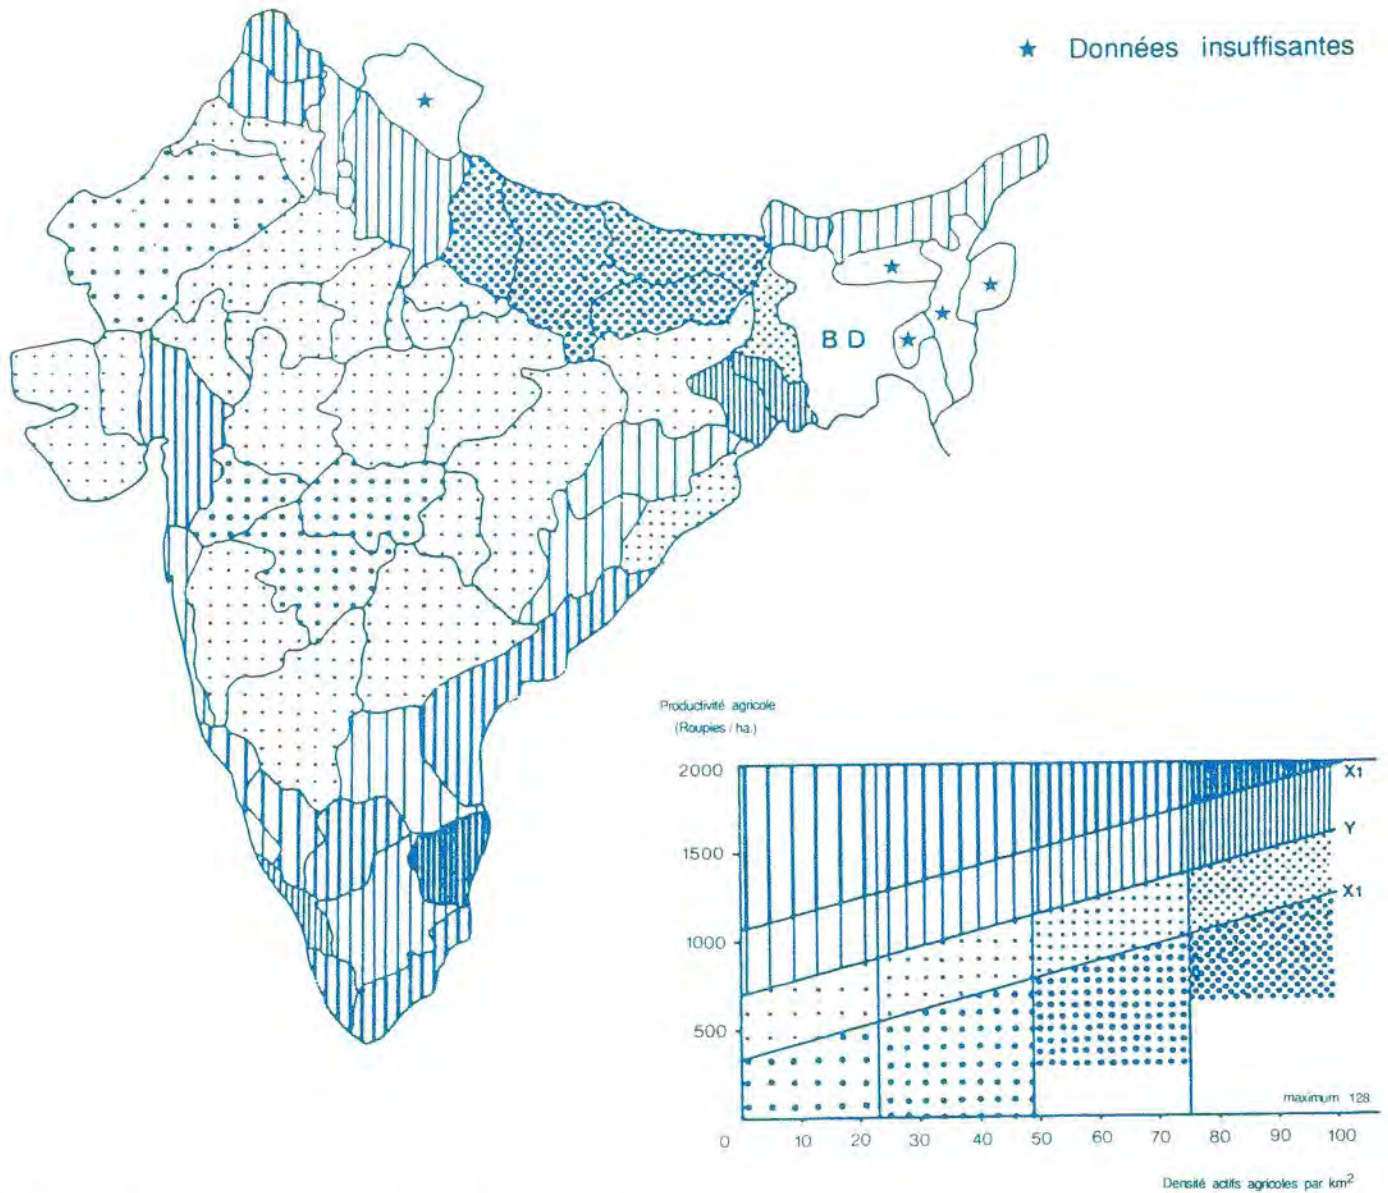 ★ Données insuffisantes
B D
Productivité agricole
(Roupies / ha.)
2000
X1
Y
1500
X1
1000
500
maximum 128
0 10 20 30 40 50 60 70 80 90 100
Densité actifs agricoles par km²